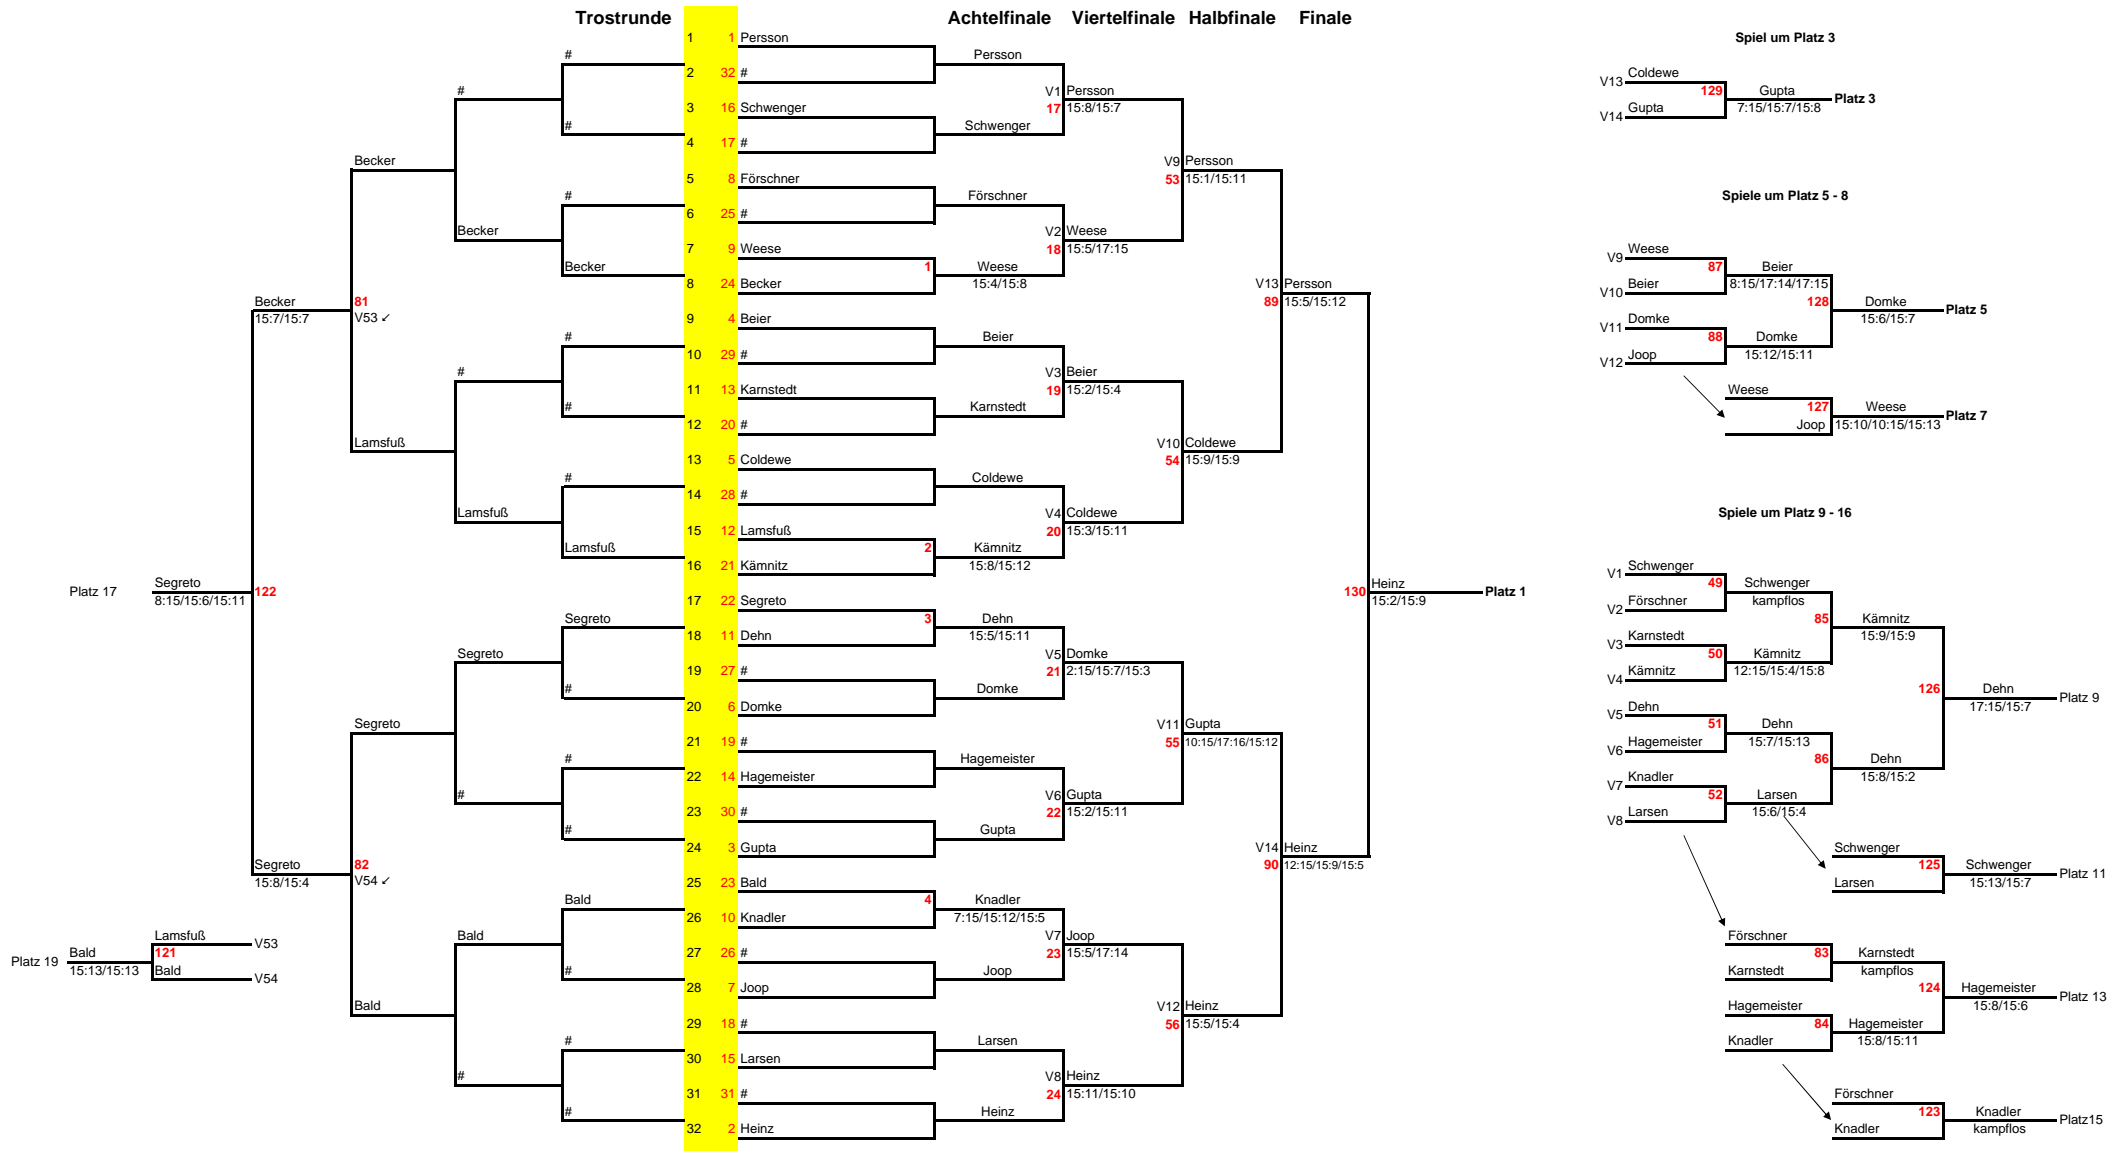 Trostrunde Achtelfinale Viertelfinale Halbfinale Finale
1 1 Persson
# Persson
2 32 #
# V1 Persson
3 16 Schwenger 17 15:8/15:7
# Schwenger
4 17 #
Becker V9 Persson
5 8 Förschner 53 15:1/15:11
# Förschner
6 25 #
Becker V2 Weese
7 9 Weese 18 15:5/17:15
Becker 1 Weese
8 24 Becker 15:4/15:8 V13 Persson
Becker 81 89 15:5/15:12
15:7/15:7 V53 ↙
9 4 Beier
# Beier
10 29 #
# V3 Beier
11 13 Karnstedt 19 15:2/15:4
# Karnstedt
12 20 #
Lamsfuß V10 Coldewe
13 5 Coldewe 54 15:9/15:9
# Coldewe
14 28 #
Lamsfuß V4 Coldewe
15 12 Lamsfuß 20 15:3/15:11
Lamsfuß 2 Kämnitz
16 21 Kämnitz 15:8/15:12
Platz 17 Segreto 122 130 Heinz Platz 1
8:15/15:6/15:11 15:2/15:9
17 22 Segreto
Segreto 3 Dehn
18 11 Dehn 15:5/15:11
Segreto V5 Domke
19 27 # 21 2:15/15:7/15:3
# Domke
20 6 Domke
Segreto V11 Gupta
21 19 # 55 10:15/17:16/15:12
# Hagemeister
22 14 Hagemeister
# V6 Gupta
23 30 # 22 15:2/15:11
# Gupta
24 3 Gupta V14 Heinz
Segreto 82 90 12:15/15:9/15:5
15:8/15:4 V54 ↙
25 23 Bald
Bald 4 Knadler
26 10 Knadler 7:15/15:12/15:5
Bald V7 Joop
27 26 # 23 15:5/17:14
# Joop
28 7 Joop
Bald V12 Heinz
29 18 # 56 15:5/15:4
# Larsen
30 15 Larsen
# V8 Heinz
31 31 # 24 15:11/15:10
# Heinz
32 2 Heinz
Lamsfuß V53
Platz 19 Bald 121
15:13/15:13 Bald V54
Spiel um Platz 3
V13 Coldewe
129 Gupta Platz 3
V14 Gupta 7:15/15:7/15:8
Spiele um Platz 5 - 8
V9 Weese
87 Beier
V10 Beier 8:15/17:14/17:15
128 Domke Platz 5
15:6/15:7
V11 Domke
88 Domke
V12 Joop 15:12/15:11
Weese
127 Weese Platz 7
Joop 15:10/10:15/15:13
Spiele um Platz 9 - 16
V1 Schwenger
49 Schwenger
V2 Förschner kampflos
85 Kämnitz
15:9/15:9
V3 Karnstedt
50 Kämnitz
V4 Kämnitz 12:15/15:4/15:8
126 Dehn Platz 9
17:15/15:7
V5 Dehn
51 Dehn
V6 Hagemeister 15:7/15:13
86 Dehn
15:8/15:2
V7 Knadler
52 Larsen
V8 Larsen 15:6/15:4
Schwenger
125 Schwenger Platz 11
Larsen 15:13/15:7
Förschner
83 Karnstedt
Karnstedt kampflos
124 Hagemeister Platz 13
15:8/15:6
Hagemeister
84 Hagemeister
Knadler 15:8/15:11
Förschner
123 Knadler Platz15
Knadler kampflos